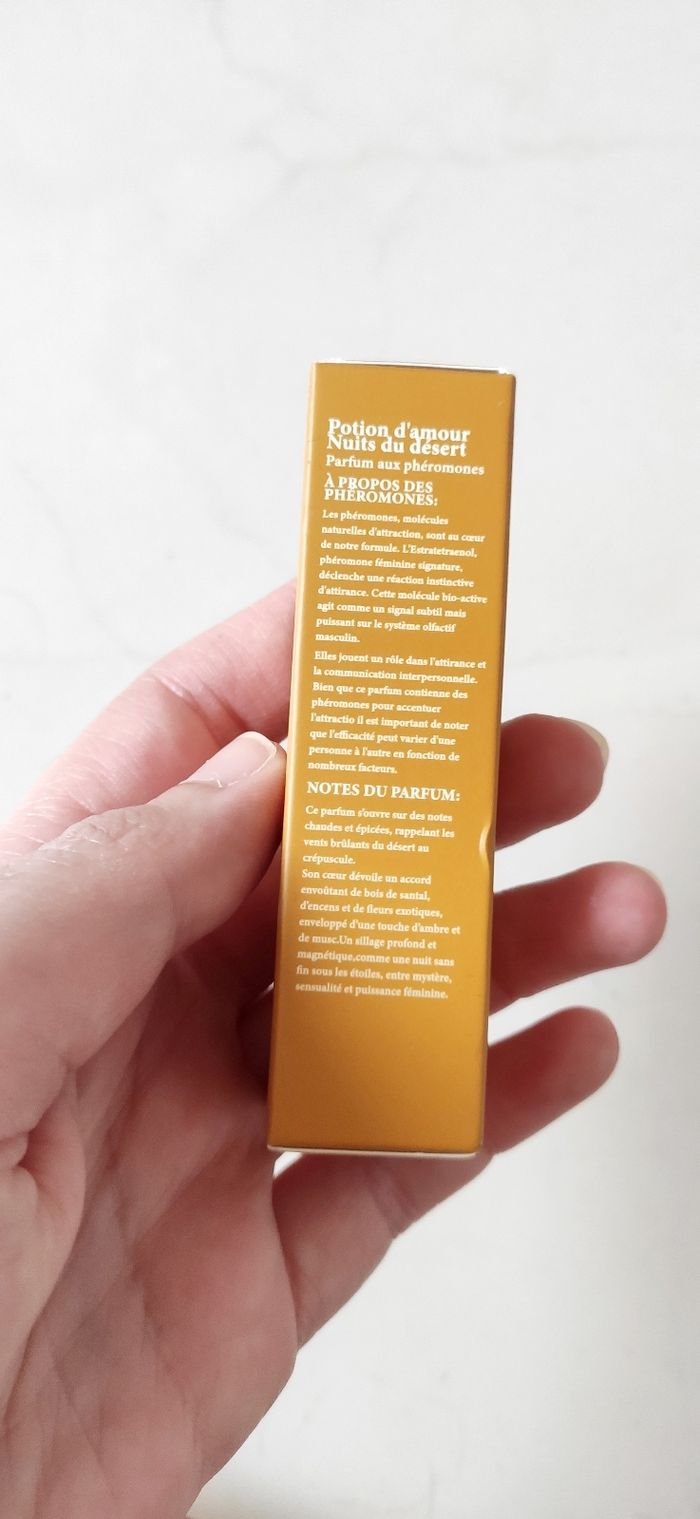 Potion d'amour
Nuits du désert
Parfum aux phéromones
À PROPOS DES
PHÉROMONES:
Les phéromones, molécules
naturelles d'attraction, sont au cœur
de notre formule. L'Estratetraenol,
phéromone féminine signature,
déclenche une réaction instinctive
d'attirance. Cette molécule bio-active
agit comme un signal subtil mais
puissant sur le système olfactif
masculin.
Elles jouent un rôle dans l'attirance et
la communication interpersonnelle.
Bien que ce parfum contienne des
phéromones pour accentuer
l'attractio il est important de noter
que l'efficacité peut varier d'une
personne à l'autre en fonction de
nombreux facteurs.
NOTES DU PARFUM:
Ce parfum s'ouvre sur des notes
chaudes et épicées, rappelant les
vents brûlants du désert au
crépuscule.
Son cœur dévoile un accord
envoûtant de bois de santal,
d'encens et de fleurs exotiques,
enveloppé d'une touche d'ambre et
de musc.Un sillage profond et
magnétique,comme une nuit sans
fin sous les étoiles, entre mystère,
sensualité et puissance féminine.